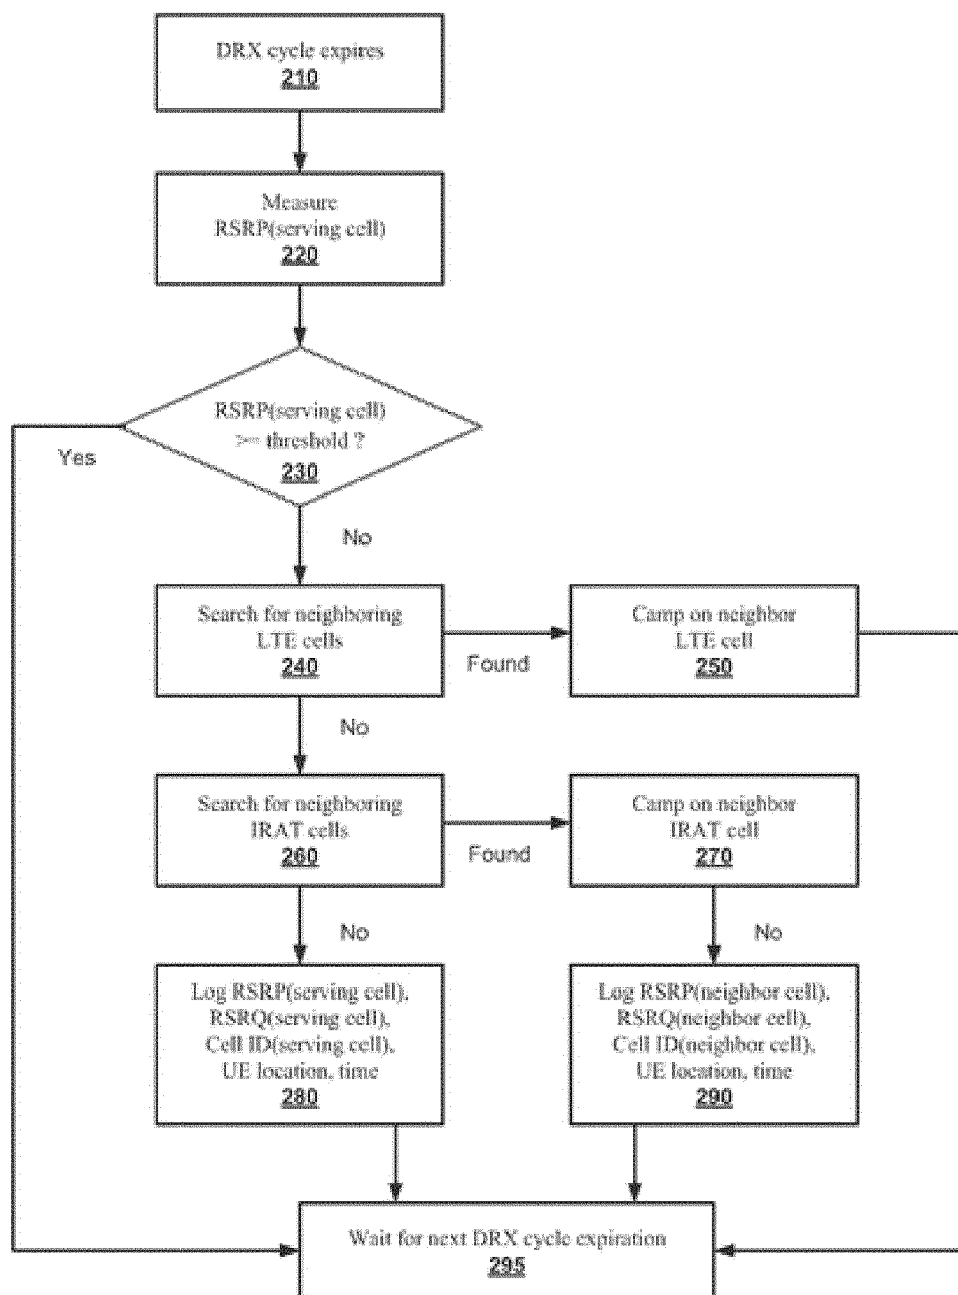 DRX cycle expires
210
Measure
RSRP(serving cell)
220
RSRP(serving cell)
>= threshold ?
230
Yes
No
Search for neighboring
LTE cells
240
Found
Camp on neighbor
LTE cell
250
No
Search for neighboring
IRAT cells
260
Found
Camp on neighbor
IRAT cell
270
No
No
Log RSRP(serving cell),
RSRQ(serving cell),
Cell ID(serving cell),
UE location, time
280
Log RSRP(neighbor cell),
RSRQ(neighbor cell),
Cell ID(neighbor cell),
UE location, time
290
Wait for next DRX cycle expiration
295